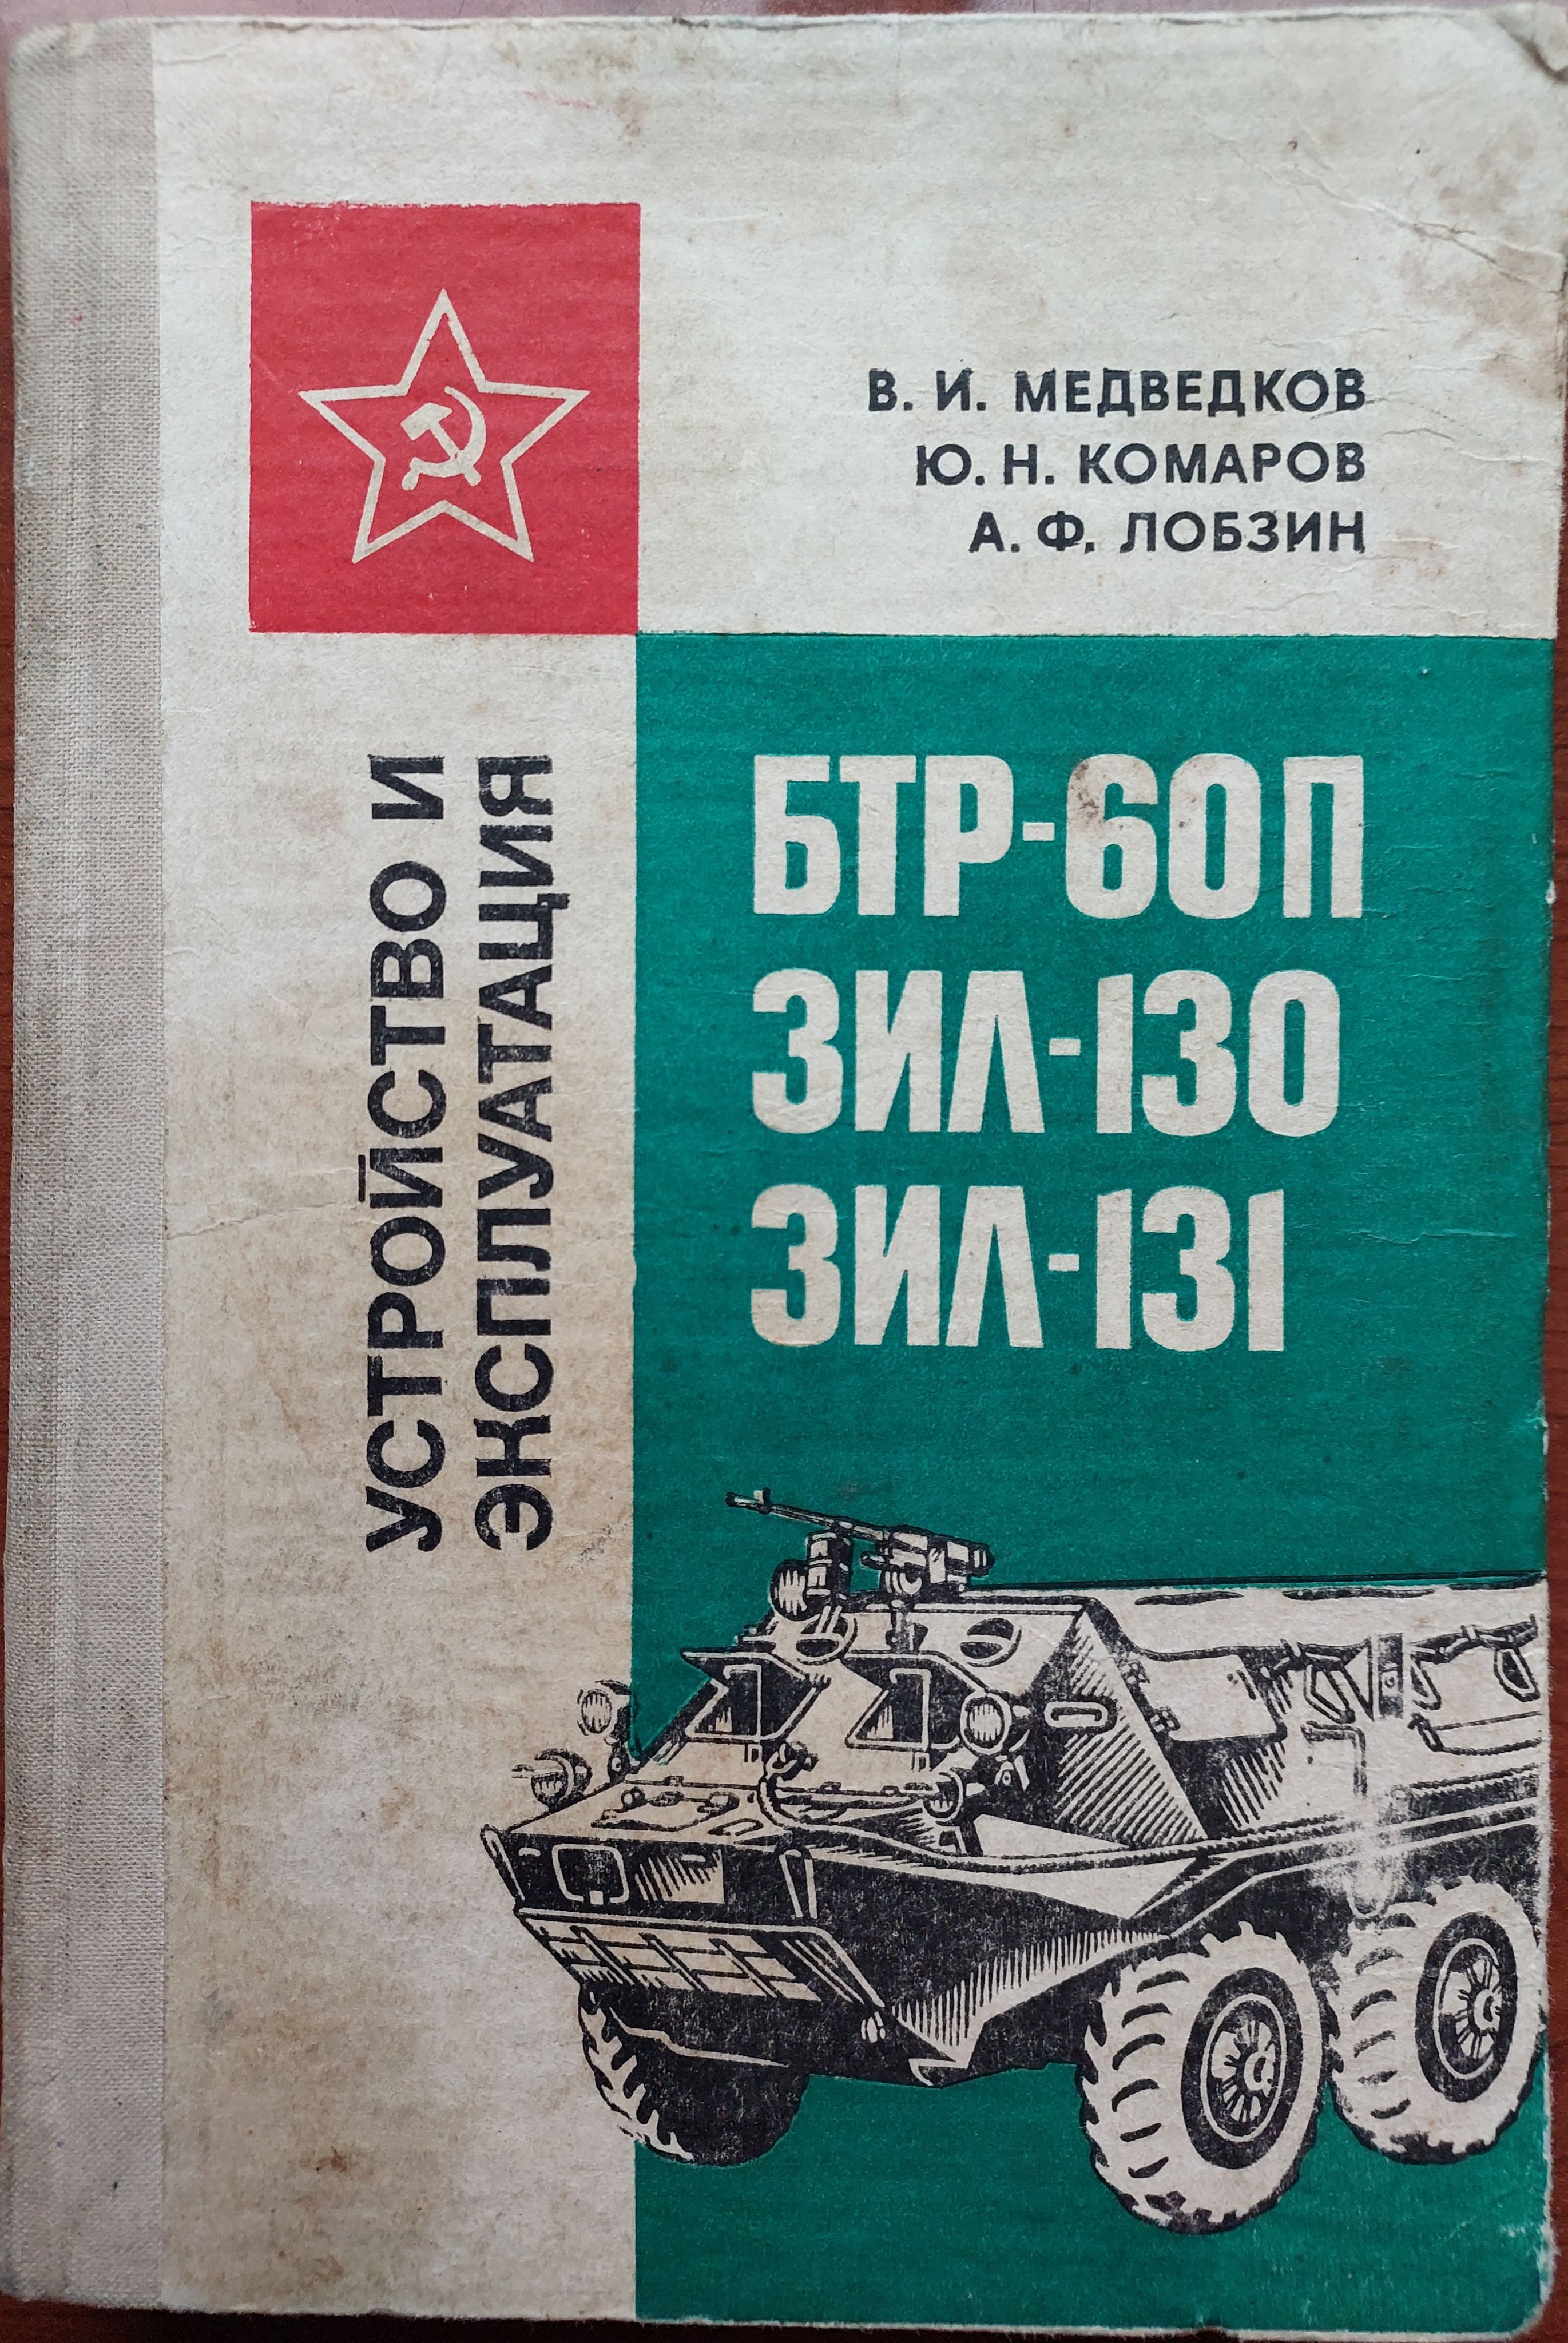 В. И. МЕДВЕДКОВ
Ю. Н. КОМАРОВ
А. Ф. ЛОБЗИН
УСТРОЙСТВО И
ЭКСПЛУАТАЦИЯ
БТР-60П
ЗИЛ-130
ЗИЛ-131